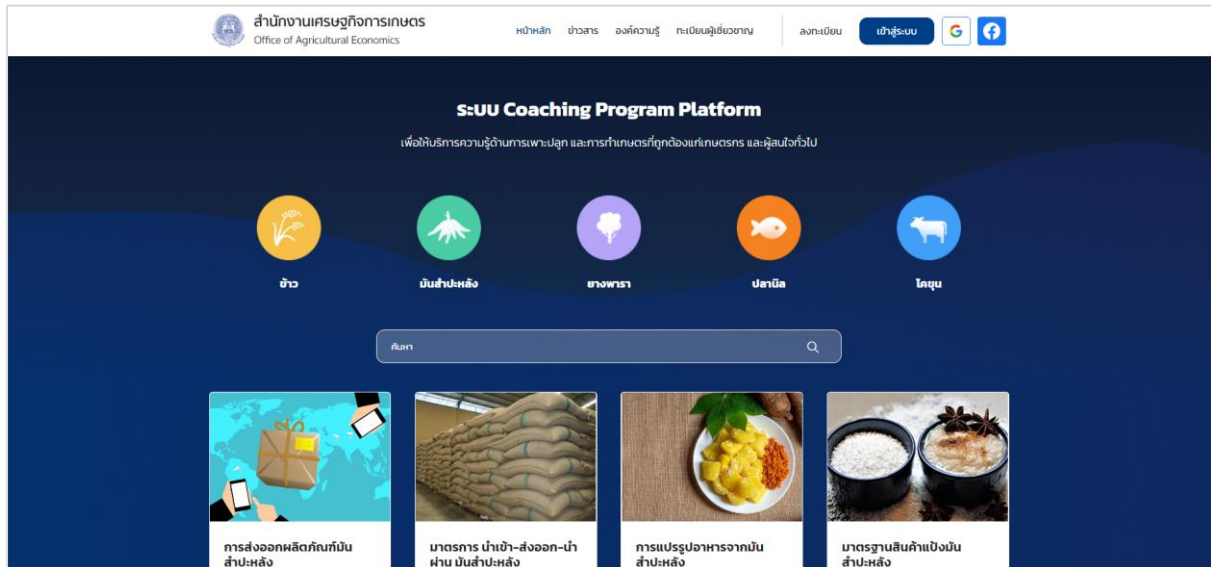 สำนักงานเศรษฐกิจการเกษตร
Office of Agricultural Economics
หน้าหลัก ข่าวสาร องค์ความรู้ ทะเบียนผู้เชี่ยวชาญ ลงทะเบียน เข้าสู่ระบบ
ระบบ Coaching Program Platform
เพื่อให้บริการความรู้ด้านการเพาะปลูก และการทำเกษตรที่ถูกต้องแก่เกษตรกร และผู้สนใจทั่วไป
ข้าว มันสำปะหลัง ยางพารา ปลานิล โคขุน
ค้นหา
การส่งออกผลิตภัณฑ์มัน
สำปะหลัง
มาตรการ นำเข้า-ส่งออก-นำ
ผ่าน มันสำปะหลัง
การแปรรูปอาหารจากมัน
สำปะหลัง
มาตรฐานสินค้าแป้งมัน
สำปะหลัง